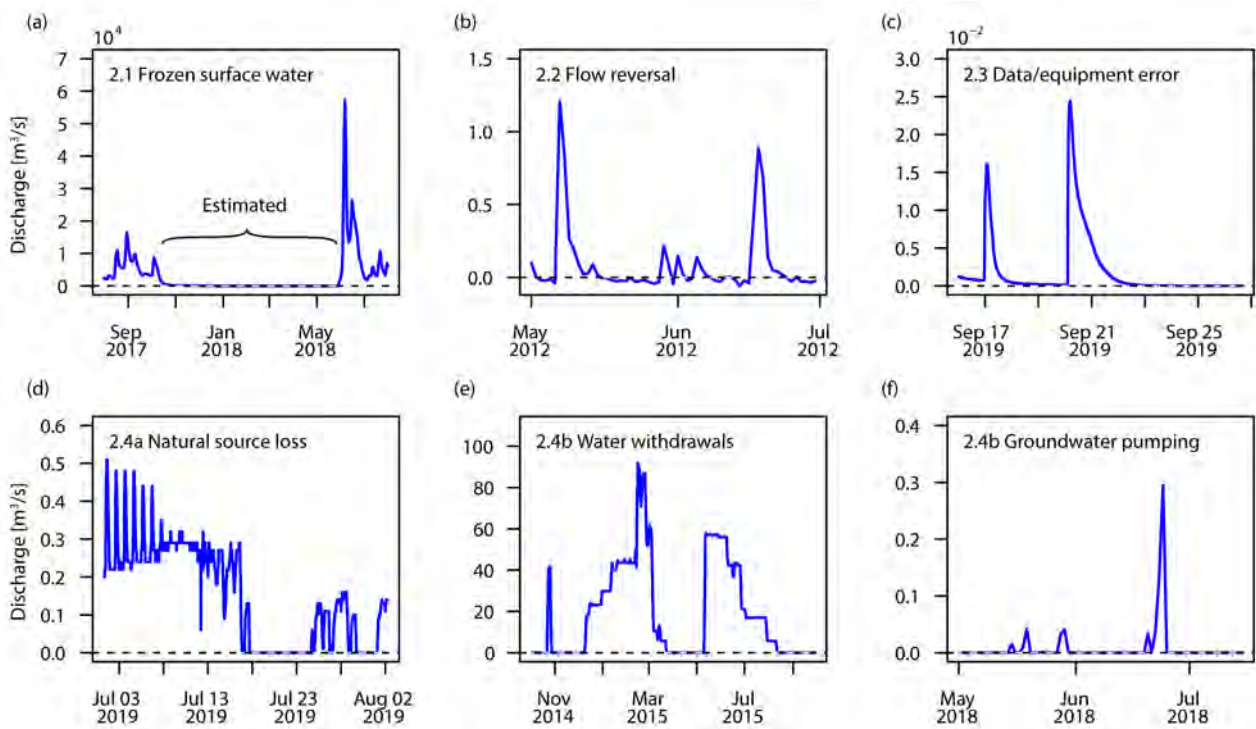 (a)
10⁴
2.1 Frozen surface water
Discharge [m³/s]
7
6
5
4
3
2
1
0
Estimated
Sep
2017
Jan
2018
May
2018
(b)
2.2 Flow reversal
1.5
1.0
0.5
0.0
May
2012
Jun
2012
Jul
2012
(c)
10⁻²
2.3 Data/equipment error
3.0
2.5
2.0
1.5
1.0
0.5
0.0
Sep 17
2019
Sep 21
2019
Sep 25
2019
(d)
2.4a Natural source loss
Discharge [m³/s]
0.6
0.5
0.4
0.3
0.2
0.1
0.0
Jul 03
2019
Jul 13
2019
Jul 23
2019
Aug 02
2019
(e)
2.4b Water withdrawals
100
80
60
40
20
0
Nov
2014
Mar
2015
Jul
2015
(f)
2.4b Groundwater pumping
0.4
0.3
0.2
0.1
0.0
May
2018
Jun
2018
Jul
2018